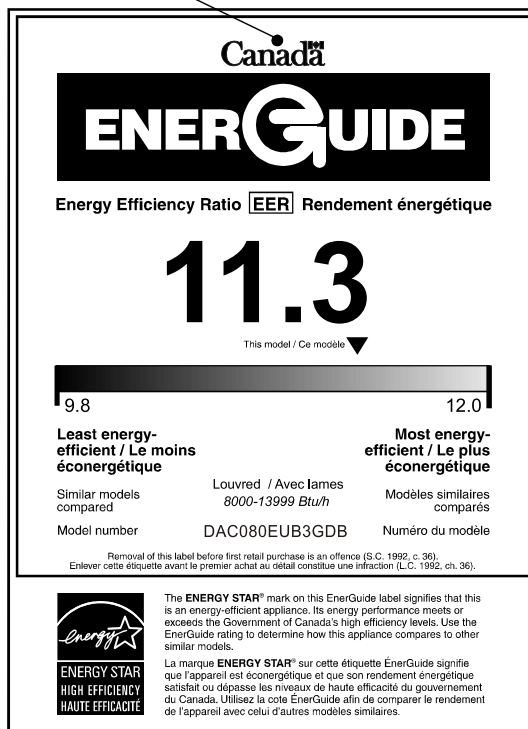 Canada
ENERGUIDE
Energy Efficiency Ratio EER Rendement énergétique
11.3
This model / Ce modèle
9.8 12.0
Least energy-
efficient / Le moins
éconergétique
Most energy-
efficient / Le plus
éconergétique
Similar models
compared
Louvred / Avec lames
8000-13999 Btu/h
Modèles similaires
comparés
Model number DAC080EUB3GDB Numéro du modèle
Removal of this label before first retail purchase is an offence (S.C. 1992, c. 36).
Enlever cette étiquette avant le premier achat au détail constitue une infraction (L.C. 1992, ch. 36).
energy
ENERGY STAR
HIGH EFFICIENCY
HAUTE EFFICACITÉ
The ENERGY STAR® mark on this EnerGuide label signifies that this
is an energy-efficient appliance. Its energy performance meets or
exceeds the Government of Canada's high efficiency levels. Use the
EnerGuide rating to determine how this appliance compares to other
similar models.
La marque ENERGY STAR® sur cette étiquette ÉnerGuide signifie
que l'appareil est éconergétique et que son rendement énergétique
satisfait ou dépasse les niveaux de haute efficacité du gouvernement
du Canada. Utilisez la cote ÉnerGuide afin de comparer le rendement
de l'appareil avec celui d'autres modèles similaires.